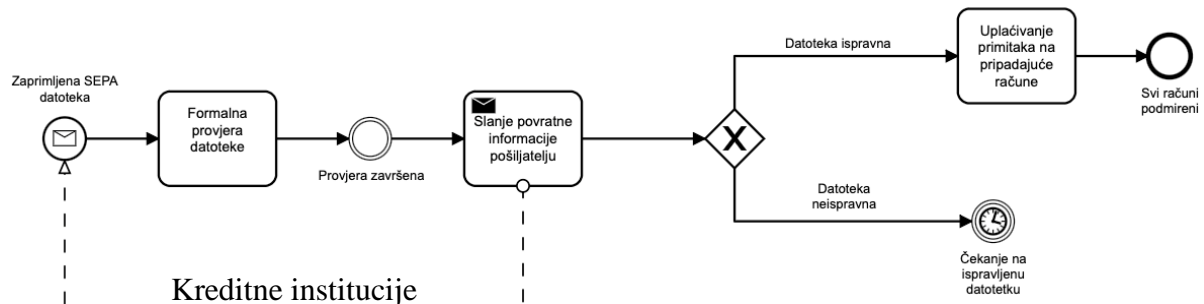 Zaprimljena SEPA
datoteka
Formalna
provjera
datoteke
Provjera završena
Slanje povratne
informacije
pošiljatelju
Datoteka ispravna
Uplaćivanje
primitaka na
pripadajuće
račune
Svi računi
podmireni
Datoteka
neispravna
Čekanje na
ispravljenu
datotetku
Kreditne institucije